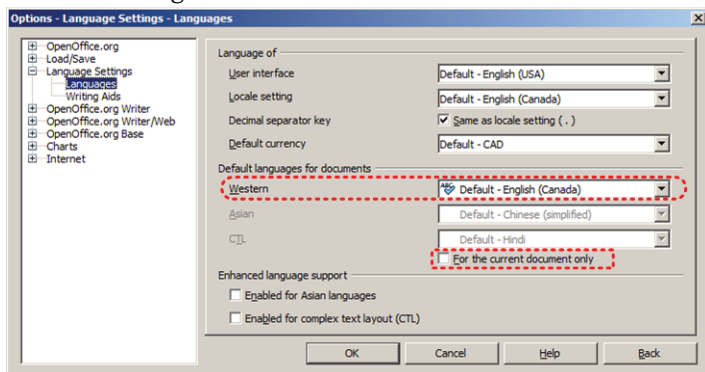 Options - Language Settings - Languages
OpenOffice.org
Load/Save
Language Settings
Languages
Writing Aids
OpenOffice.org Writer
OpenOffice.org Writer/Web
OpenOffice.org Base
Charts
Internet
Language of
User interface
Default - English (USA)
Locale setting
Default - English (Canada)
Decimal separator key
Same as locale setting ( . )
Default currency
Default - CAD
Default languages for documents
Western
ABC Default - English (Canada)
Asian
Default - Chinese (simplified)
CTL
Default - Hindi
For the current document only
Enhanced language support
Enabled for Asian languages
Enabled for complex text layout (CTL)
OK Cancel Help Back